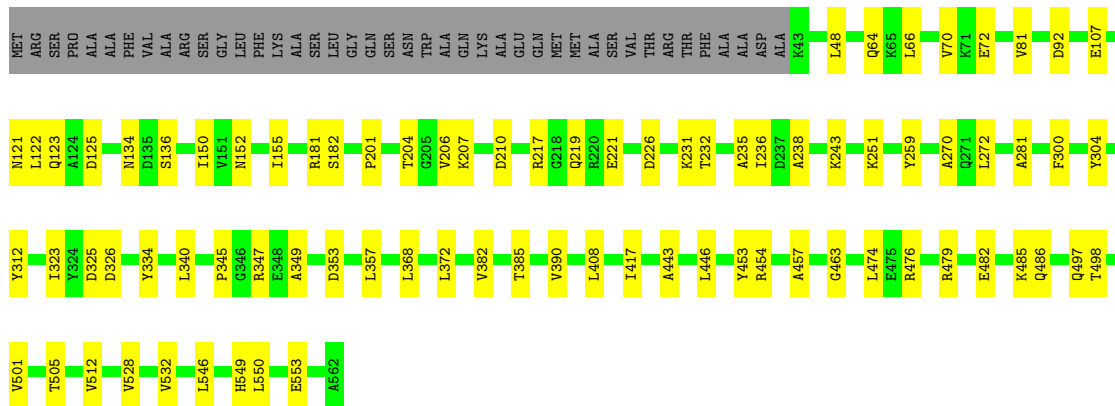 MET ARG SER PRO ALA ALA PHE VAL ALA ARG SER GLY LEU PHE LYS ALA SER LEU GLY GLN SER ASN TRP ALA GLN LYS ALA GLU GLN MET MET ALA SER VAL THR ARG THR PHE ALA ALA ASP ALA K43 L48 Q64 K65 L66 V70 K71 E72 V81 D92 E107
N121 L122 Q123 A124 D125 N134 D135 S136 I150 V151 N152 I155 R181 S182 P201 T204 G205 V206 K207 D210 R217 G218 Q219 R220 E221 D226 K231 T232 A235 I236 D237 A238 K243 K251 Y259 A270 Q271 L272 A281 F300 Y304
Y312 I323 Y324 D325 D326 Y334 L340 P345 G346 R347 E348 A349 D353 L357 L368 L372 V382 T385 V390 L408 I417 A443 L446 Y453 R454 A457 G463 L474 E475 R476 R479 E482 K485 Q486 Q497 T498
V501 T505 V512 V528 V532 L546 H549 L550 E553 A562